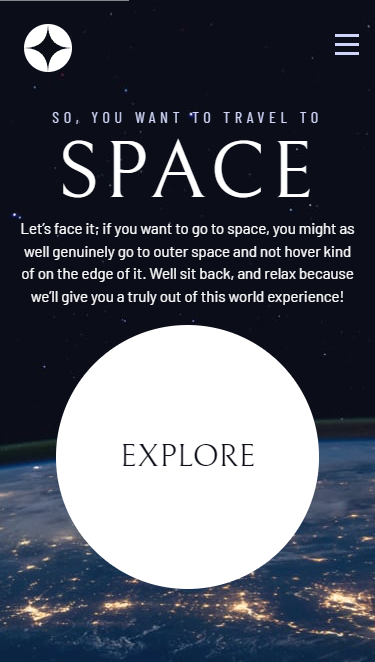 SO, YOU WANT TO TRAVEL TO
SPACE
Let’s face it; if you want to go to space, you might as
well genuinely go to outer space and not hover kind
of on the edge of it. Well sit back, and relax because
we’ll give you a truly out of this world experience!
EXPLORE